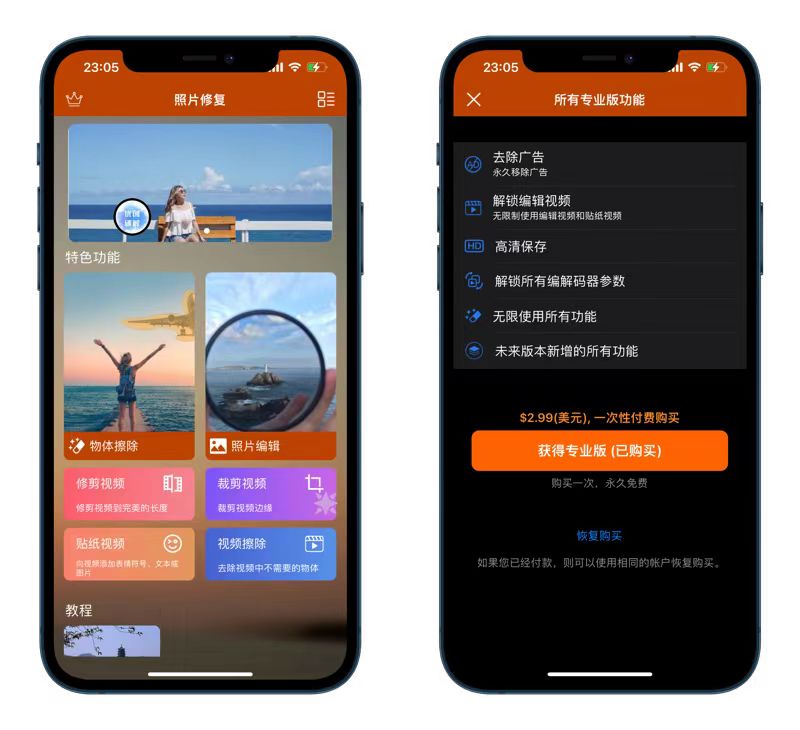 23:05
照片修复
特色功能
物体擦除
照片编辑
修剪视频
修剪视频到完美的长度
裁剪视频
裁剪视频边缘
贴纸视频
向视频添加表情符号、文本或
图片
视频擦除
去除视频中不需要的物体
教程
23:05
所有专业版功能
AD
去除广告
永久移除广告
解锁编辑视频
无限制使用编辑视频和贴纸视频
HD
高清保存
解锁所有编解码器参数
无限使用所有功能
未来版本新增的所有功能
$2.99(美元), 一次性付费购买
获得专业版 (已购买)
购买一次，永久免费
恢复购买
如果您已经付款，则可以使用相同的帐户恢复购买。